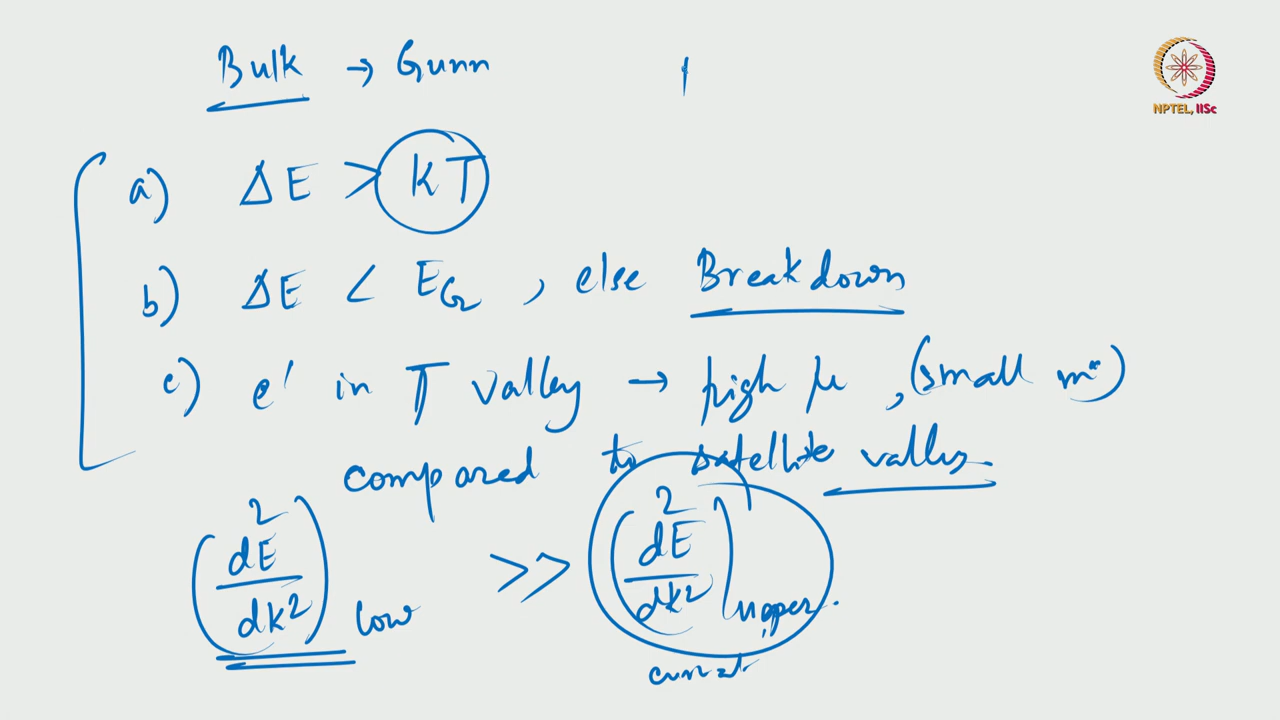 Bulk → Gunn
NPTEL, IISc
a) ΔE > kT
b) ΔE < EG, else Breakdown
c) e' in Γ valley → high μ, (small m*)
compared to satellite valley
(d²E/dk²) low >> (d²E/dk²) upper.